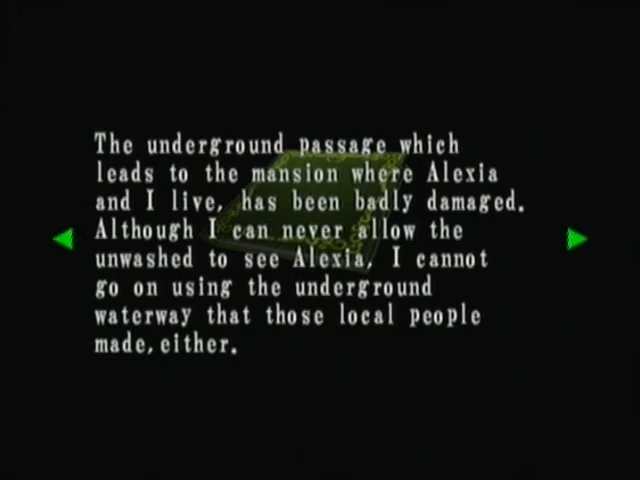 The underground passage which
leads to the mansion where Alexia
and I live, has been badly damaged.
Although I can never allow the
unwashed to see Alexia, I cannot
go on using the underground
waterway that those local people
made, either.